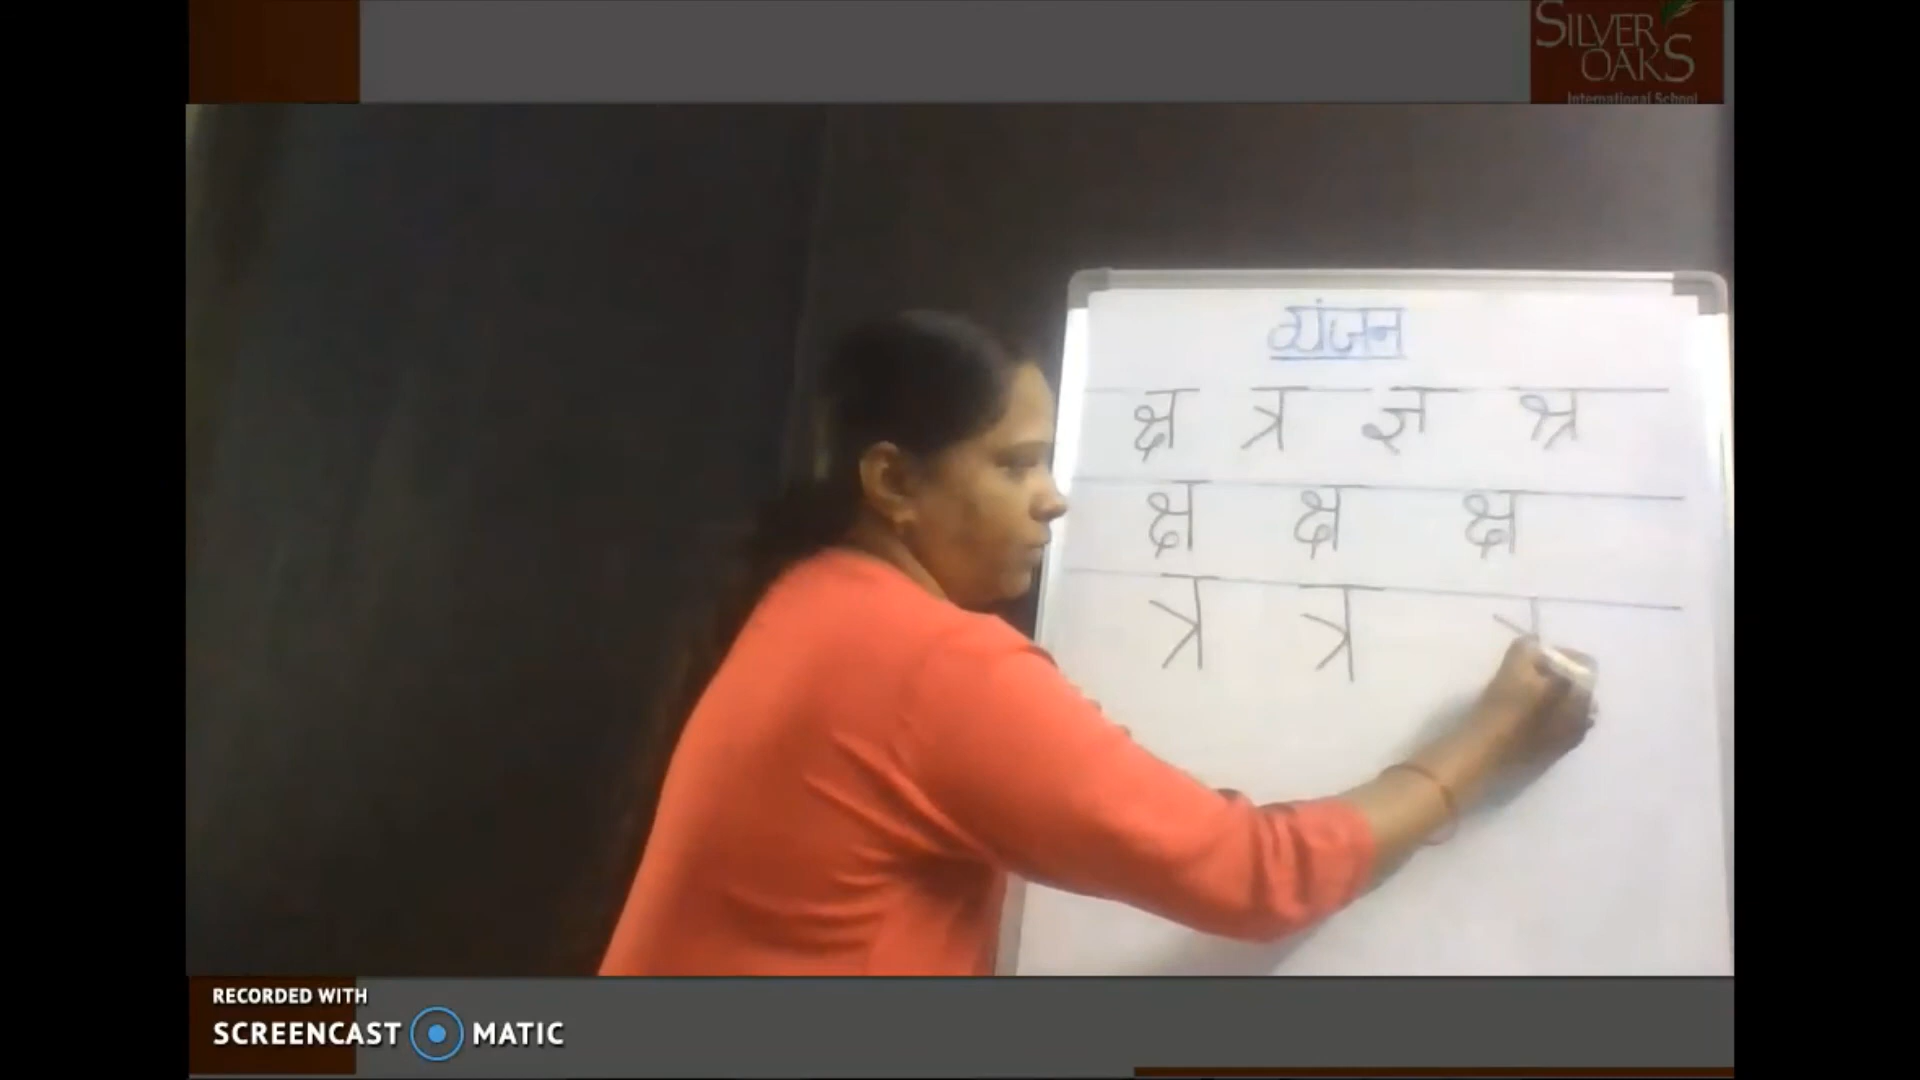 SILVER
OAKS
International School
व्यंजन
क्ष त्र ज्ञ श्र
क्ष क्ष क्ष
त्र त्र
RECORDED WITH
SCREENCAST MATIC